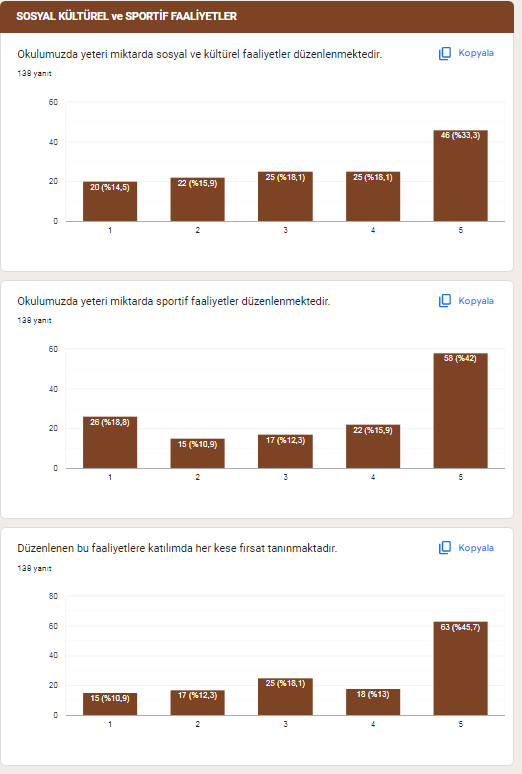 SOSYAL KÜLTÜREL ve SPORTİF FAALİYETLER
Okulumuzda yeteri miktarda sosyal ve kültürel faaliyetler düzenlenmektedir.
Kopyala
138 yanıt
60
40
20
0
20 (%14,5)
22 (%15,9)
25 (%18,1)
25 (%18,1)
46 (%33,3)
1 2 3 4 5
Okulumuzda yeteri miktarda sportif faaliyetler düzenlenmektedir.
Kopyala
138 yanıt
60
40
20
0
26 (%18,8)
15 (%10,9)
17 (%12,3)
22 (%15,9)
58 (%42)
1 2 3 4 5
Düzenlenen bu faaliyetlere katılımda her kese fırsat tanınmaktadır.
Kopyala
138 yanıt
80
60
40
20
0
15 (%10,9)
17 (%12,3)
25 (%18,1)
18 (%13)
63 (%45,7)
1 2 3 4 5